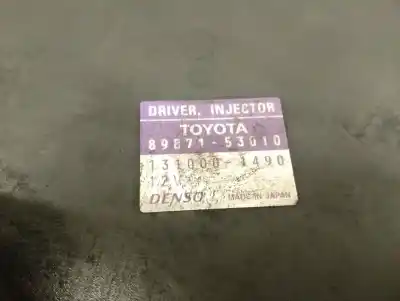 DRIVER, INJECTOR
TOYOTA
89871-53010
131000-1490
12V
DENSO MADE IN JAPAN